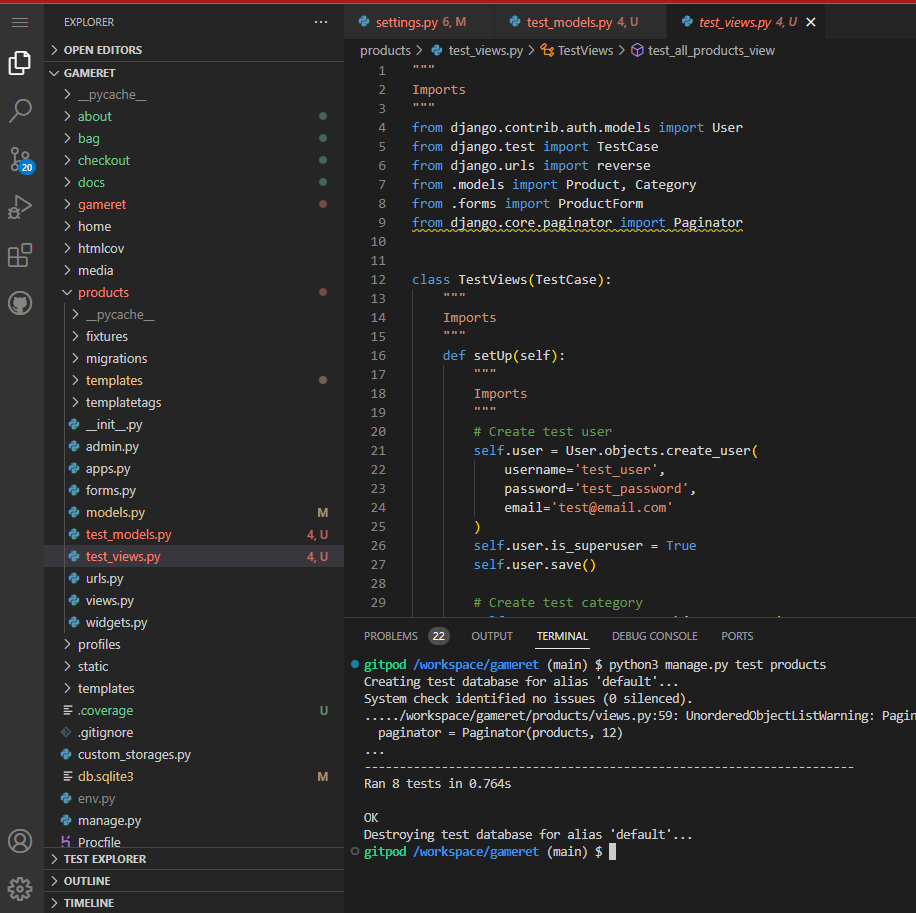 EXPLORER
...
settings.py 6, M
test_models.py 4, U
test_views.py 4, U
OPEN EDITORS
GAMERET
__pycache__
about
bag
checkout
docs
gameret
home
htmlcov
media
products
__pycache__
fixtures
migrations
templates
templatetags
__init__.py
admin.py
apps.py
forms.py
models.py M
test_models.py 4, U
test_views.py 4, U
urls.py
views.py
widgets.py
profiles
static
templates
.coverage U
.gitignore
custom_storages.py
db.sqlite3 M
env.py
manage.py
Procfile
TEST EXPLORER
OUTLINE
TIMELINE
20
products > test_views.py > TestViews > test_all_products_view
1 """
2 Imports
3 """
4 from django.contrib.auth.models import User
5 from django.test import TestCase
6 from django.urls import reverse
7 from .models import Product, Category
8 from .forms import ProductForm
9 from django.core.paginator import Paginator
10
11
12 class TestViews(TestCase):
13 """
14 Imports
15 """
16 def setUp(self):
17 """
18 Imports
19 """
20 # Create test user
21 self.user = User.objects.create_user(
22 username='test_user',
23 password='test_password',
24 email='test@email.com'
25 )
26 self.user.is_superuser = True
27 self.user.save()
28
29 # Create test category
PROBLEMS 22 OUTPUT TERMINAL DEBUG CONSOLE PORTS
gitpod /workspace/gameret (main) $ python3 manage.py test products
Creating test database for alias 'default'...
System check identified no issues (0 silenced).
...../workspace/gameret/products/views.py:59: UnorderedObjectListWarning: Pagin
paginator = Paginator(products, 12)
...
----------------------------------------------------------------------
Ran 8 tests in 0.764s
OK
Destroying test database for alias 'default'...
gitpod /workspace/gameret (main) $